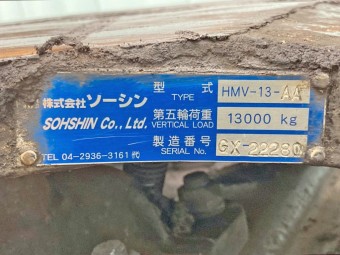 株式会社 ソーシン
SOHSHIN Co., Ltd.
TEL 04-2936-3161 ㈹
型式 HMV-13-AA
TYPE
第五輪荷重 13000 kg
VERTICAL LOAD
製造番号 GX-22230
SERIAL No.